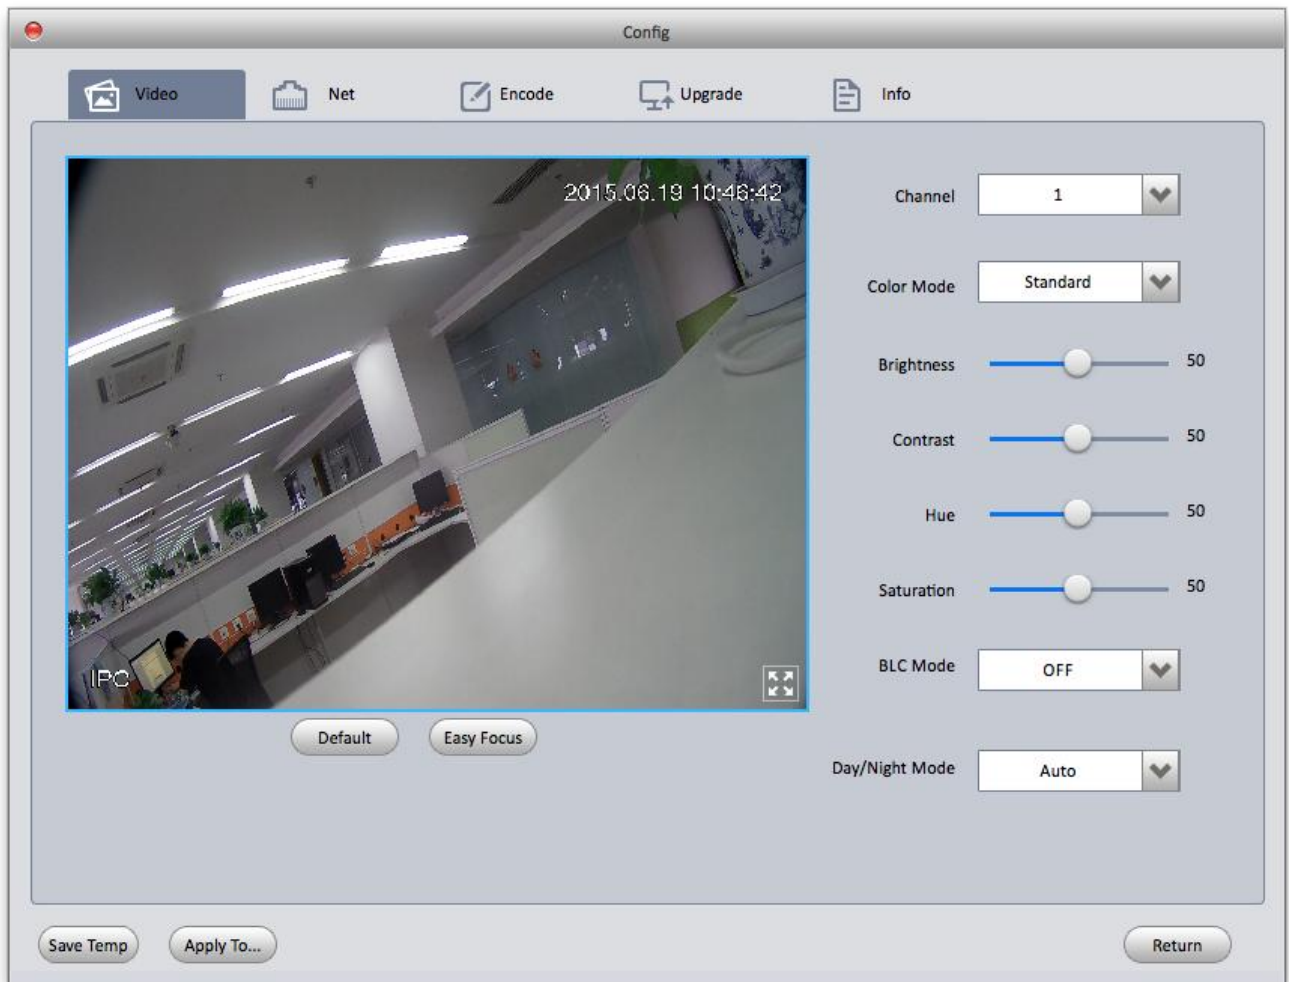 Config
Video
Net
Encode
Upgrade
Info
2015.06.19 10:46:42
IPC
Default
Easy Focus
Channel
1
Color Mode
Standard
Brightness
50
Contrast
50
Hue
50
Saturation
50
BLC Mode
OFF
Day/Night Mode
Auto
Save Temp
Apply To...
Return